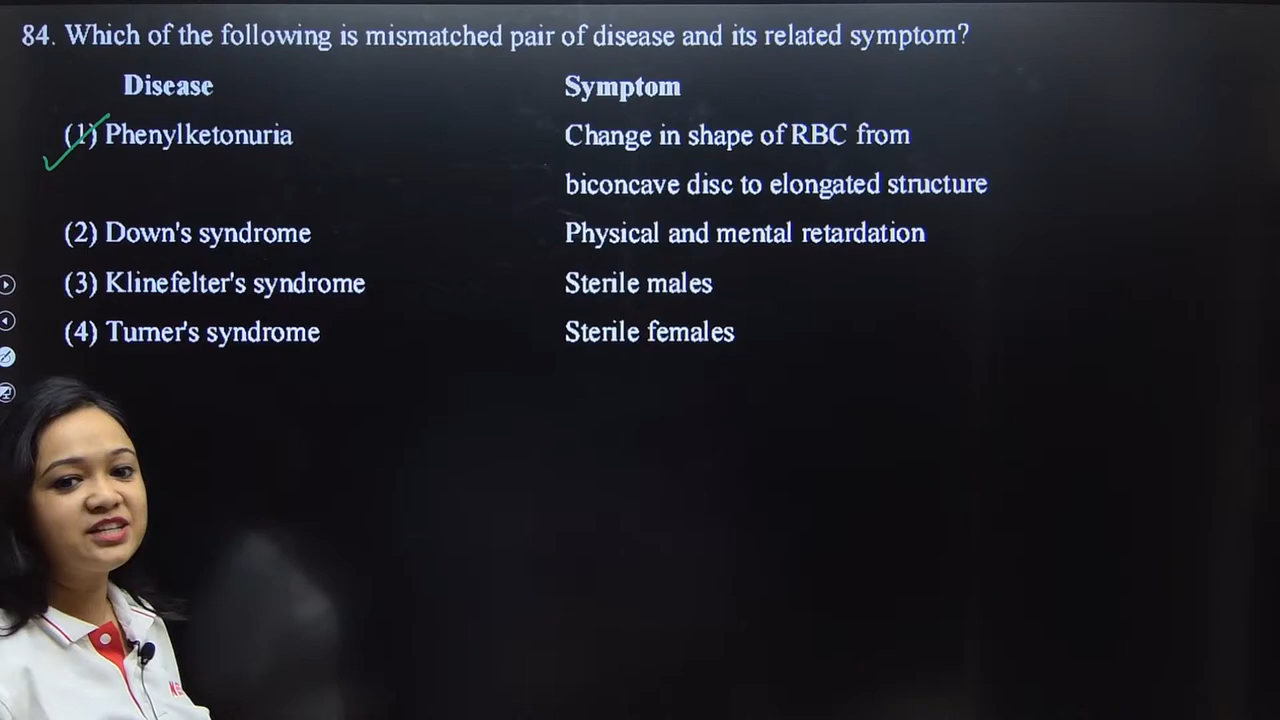 84. Which of the following is mismatched pair of disease and its related symptom?
Disease Symptom
(1) Phenylketonuria Change in shape of RBC from
biconcave disc to elongated structure
(2) Down's syndrome Physical and mental retardation
(3) Klinefelter's syndrome Sterile males
(4) Turner's syndrome Sterile females